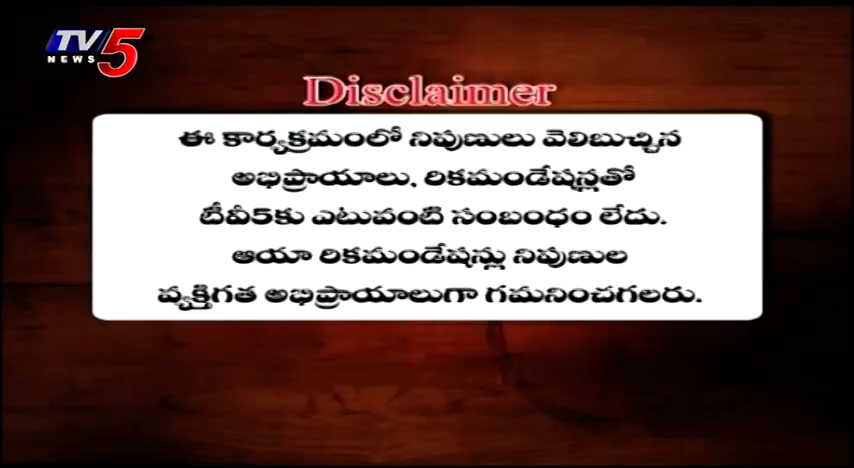 TV5
NEWS
Disclaimer
ఈ కార్యక్రమంలో నిపుణులు వెలిబుచ్చిన
అభిప్రాయాలు, రికమండేషన్లతో
టీవీ5కు ఎటువంటి సంబంధం లేదు.
ఆయా రికమండేషన్లు నిపుణుల
వ్యక్తిగత అభిప్రాయాలుగా గమనించగలరు.